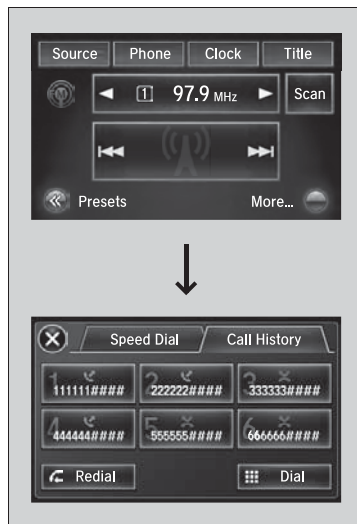 Source Phone Clock Title
1 97.9 MHz Scan
Presets More...
Speed Dial Call History
1 2 3
111111#### 222222#### 333333####
4 5 6
444444#### 555555#### 666666####
Redial Dial